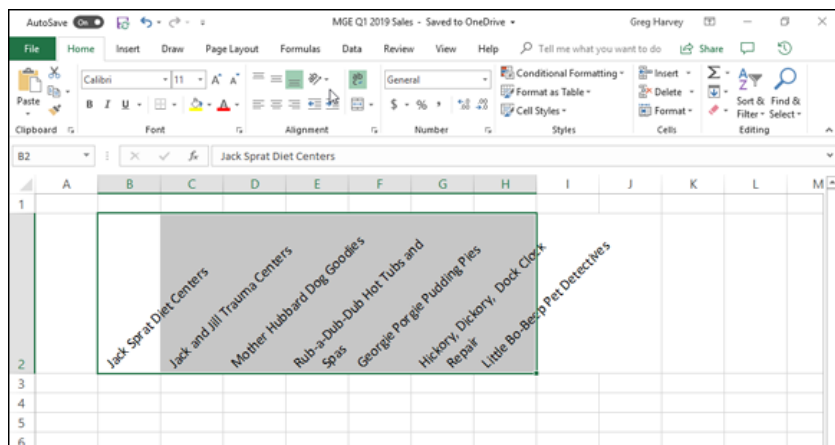 AutoSave On MGE Q1 2019 Sales - Saved to OneDrive Greg Harvey
File Home Insert Draw Page Layout Formulas Data Review View Help Tell me what you want to do Share
Calibri 11 A A ab General Conditional Formatting Insert Σ A Z
Paste B I U A $ % , Format as Table Delete Sort & Find &
Cell Styles Format Filter Select
Clipboard Font Alignment Number Styles Cells Editing
B2 fx Jack Sprat Diet Centers
A B C D E F G H I J K L M
1
2
Jack Sprat Diet Centers
Jack and Jill Trauma Centers
Mother Hubbard Dog Goodies
Rub-a-Dub-Dub Hot Tubs and
Spas
Georgie Porgie Pudding Pies
Hickory, Dickory, Dock Clock
Repair
Little Bo-Beep Pet Detectives
3
4
5
6